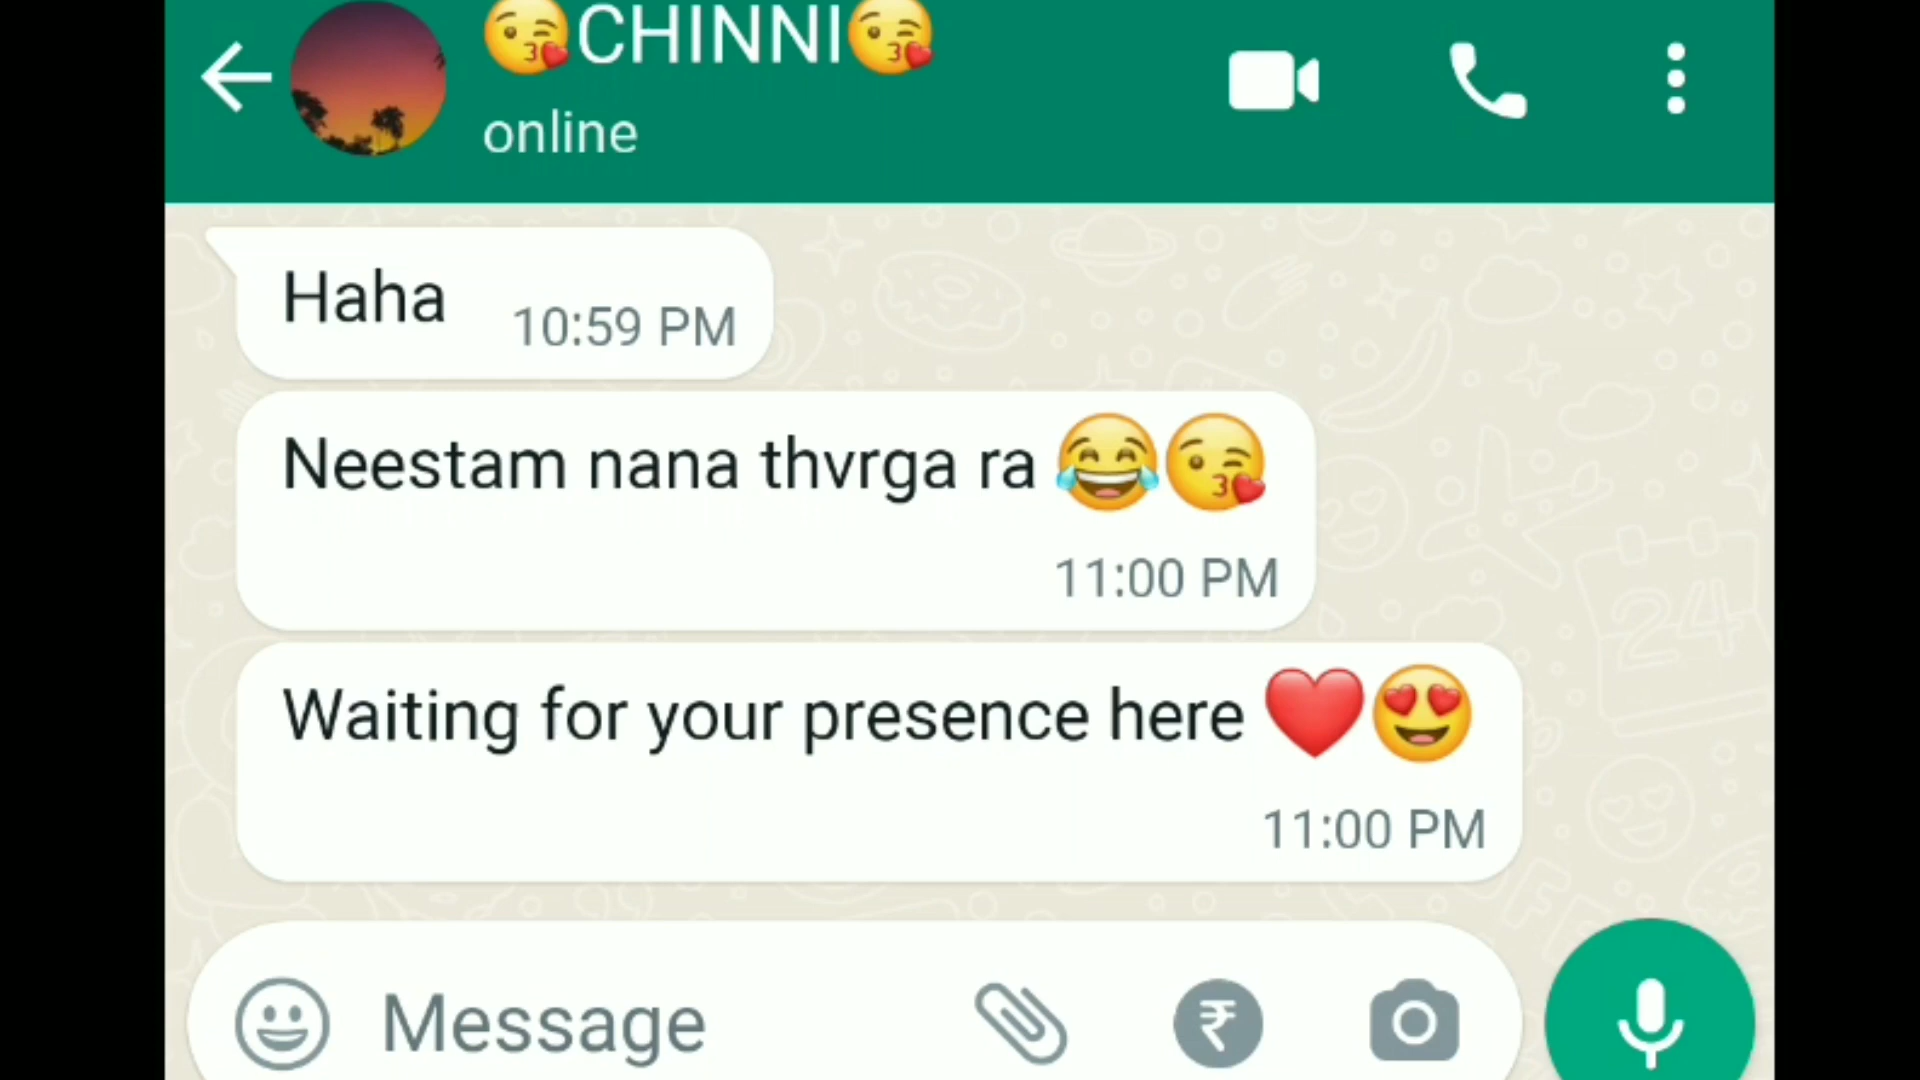 😘CHINNI😘
online
Haha
10:59 PM
Neestam nana thvrga ra 😂😘
11:00 PM
Waiting for your presence here ❤️😍
11:00 PM
Message
₹